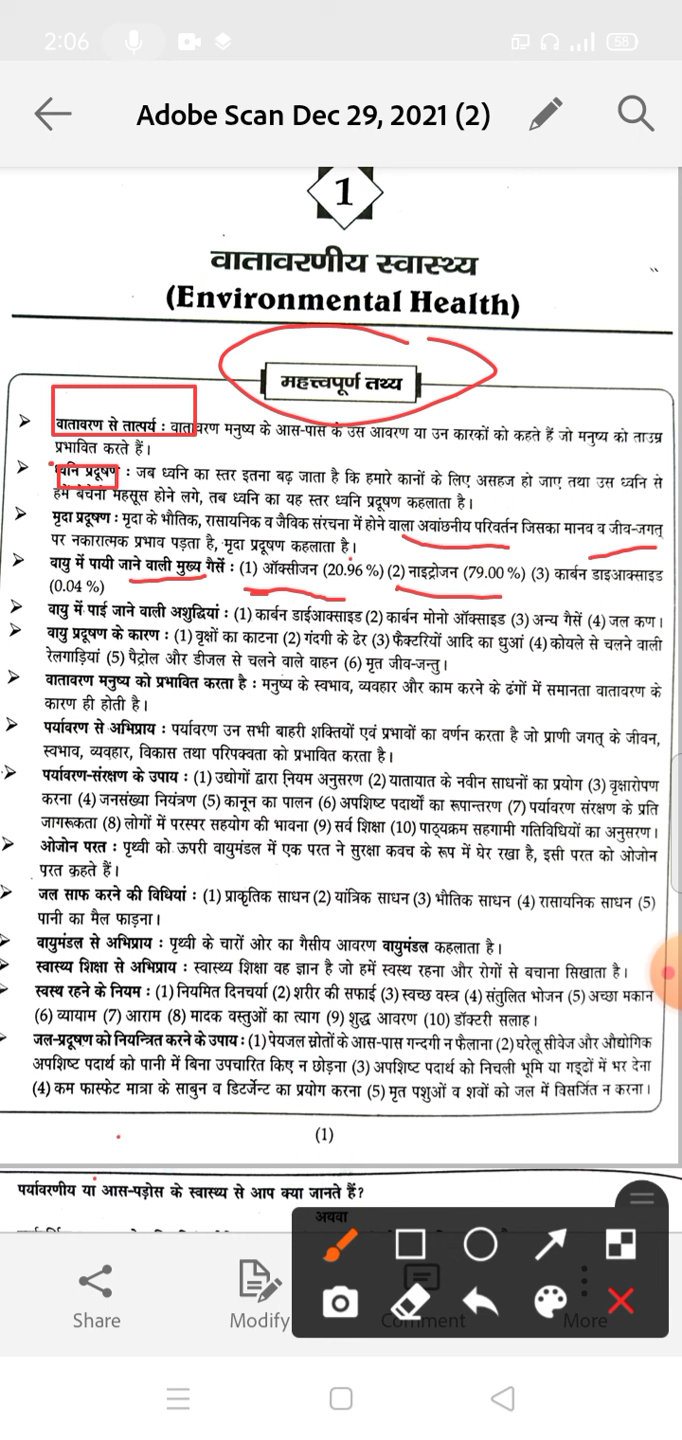 2:06
58
Adobe Scan Dec 29, 2021 (2)
1
वातावरणीय स्वास्थ्य
(Environmental Health)
महत्त्वपूर्ण तथ्य
वातावरण से तात्पर्य : वातावरण मनुष्य के आस-पास के उस आवरण या उन कारकों को कहते हैं जो मनुष्य को ताउम्र
प्रभावित करते हैं।
ध्वनि प्रदूषण : जब ध्वनि का स्तर इतना बढ़ जाता है कि हमारे कानों के लिए असहज हो जाए तथा उस ध्वनि से
हमें बेचैनी महसूस होने लगे, तब ध्वनि का यह स्तर ध्वनि प्रदूषण कहलाता है।
मृदा प्रदूषण : मृदा के भौतिक, रासायनिक व जैविक संरचना में होने वाला अवांछनीय परिवर्तन जिसका मानव व जीव-जगत्
पर नकारात्मक प्रभाव पड़ता है, मृदा प्रदूषण कहलाता है।
वायु में पायी जाने वाली मुख्य गैसें : (1) ऑक्सीजन (20.96 %) (2) नाइट्रोजन (79.00 %) (3) कार्बन डाइआक्साइड
(0.04 %)
वायु में पाई जाने वाली अशुद्धियां : (1) कार्बन डाईआक्साइड (2) कार्बन मोनो ऑक्साइड (3) अन्य गैसें (4) जल कण।
वायु प्रदूषण के कारण : (1) वृक्षों का काटना (2) गंदगी के ढेर (3) फैक्टरियों आदि का धुआं (4) कोयले से चलने वाली
रेलगाड़ियां (5) पैट्रोल और डीजल से चलने वाले वाहन (6) मृत जीव-जन्तु।
वातावरण मनुष्य को प्रभावित करता है : मनुष्य के स्वभाव, व्यवहार और काम करने के ढंगों में समानता वातावरण के
कारण ही होती है।
पर्यावरण से अभिप्राय : पर्यावरण उन सभी बाहरी शक्तियों एवं प्रभावों का वर्णन करता है जो प्राणी जगत् के जीवन,
स्वभाव, व्यवहार, विकास तथा परिपक्वता को प्रभावित करता है।
पर्यावरण-संरक्षण के उपाय : (1) उद्योगों द्वारा नियम अनुसरण (2) यातायात के नवीन साधनों का प्रयोग (3) वृक्षारोपण
करना (4) जनसंख्या नियंत्रण (5) कानून का पालन (6) अपशिष्ट पदार्थों का रूपान्तरण (7) पर्यावरण संरक्षण के प्रति
जागरूकता (8) लोगों में परस्पर सहयोग की भावना (9) सर्व शिक्षा (10) पाठ्यक्रम सहगामी गतिविधियों का अनुसरण।
ओजोन परत : पृथ्वी को ऊपरी वायुमंडल में एक परत ने सुरक्षा कवच के रूप में घेर रखा है, इसी परत को ओजोन
परत कहते हैं।
जल साफ करने की विधियां : (1) प्राकृतिक साधन (2) यांत्रिक साधन (3) भौतिक साधन (4) रासायनिक साधन (5)
पानी का मैल फाड़ना।
वायुमंडल से अभिप्राय : पृथ्वी के चारों ओर का गैसीय आवरण वायुमंडल कहलाता है।
स्वास्थ्य शिक्षा से अभिप्राय : स्वास्थ्य शिक्षा वह ज्ञान है जो हमें स्वस्थ रहना और रोगों से बचाना सिखाता है।
स्वस्थ रहने के नियम : (1) नियमित दिनचर्या (2) शरीर की सफाई (3) स्वच्छ वस्त्र (4) संतुलित भोजन (5) अच्छा मकान
(6) व्यायाम (7) आराम (8) मादक वस्तुओं का त्याग (9) शुद्ध आवरण (10) डॉक्टरी सलाह।
जल-प्रदूषण को नियन्त्रित करने के उपाय : (1) पेयजल स्रोतों के आस-पास गन्दगी न फैलाना (2) घरेलू सीवेज और औद्योगिक
अपशिष्ट पदार्थ को पानी में बिना उपचारित किए न छोड़ना (3) अपशिष्ट पदार्थ को निचली भूमि या गड्ढों में भर देना
(4) कम फास्फेट मात्रा के साबुन व डिटर्जेन्ट का प्रयोग करना (5) मृत पशुओं व शवों को जल में विसर्जित न करना।
(1)
पर्यावरणीय या आस-पड़ोस के स्वास्थ्य से आप क्या जानते हैं?
अथवा
Share
Modify
Comment
More